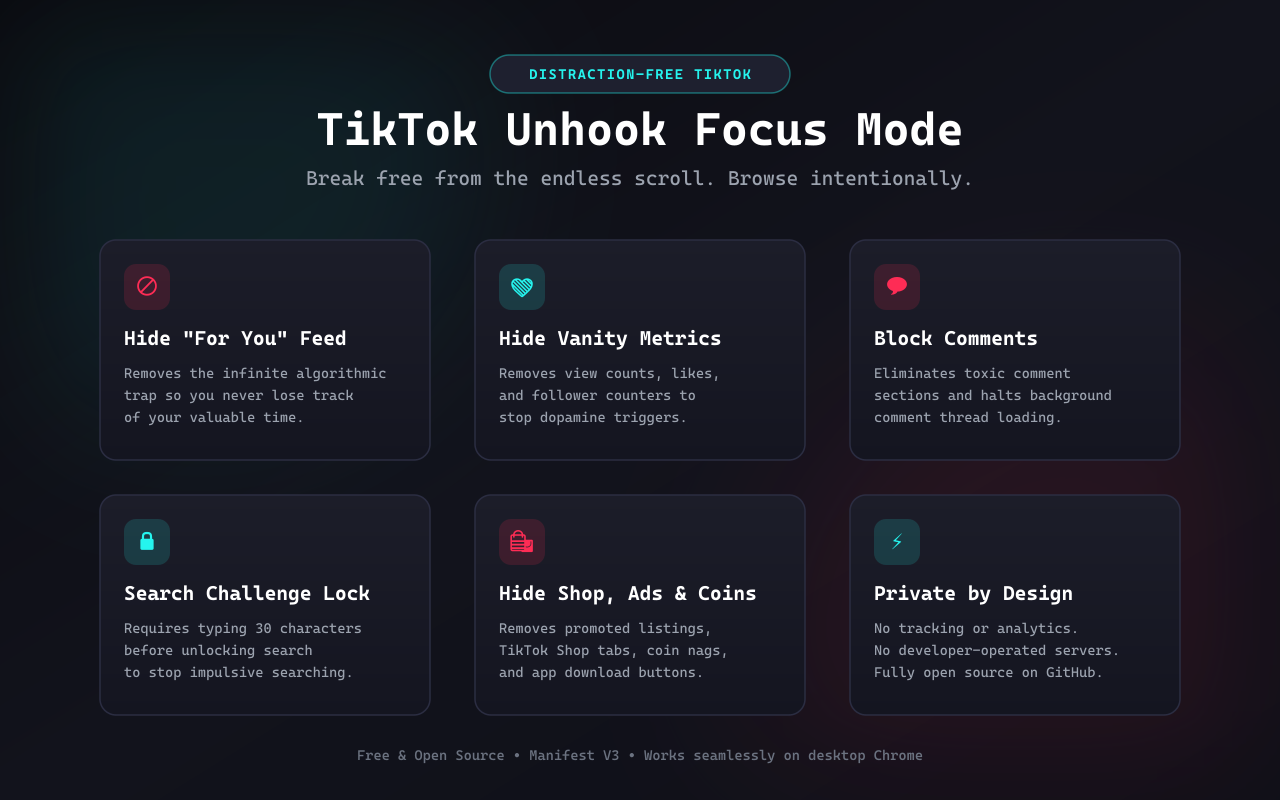 DISTRACTION-FREE TIKTOK
TikTok Unhook Focus Mode
Break free from the endless scroll. Browse intentionally.
Hide "For You" Feed
Removes the infinite algorithmic
trap so you never lose track
of your valuable time.
Hide Vanity Metrics
Removes view counts, likes,
and follower counters to
stop dopamine triggers.
Block Comments
Eliminates toxic comment
sections and halts background
comment thread loading.
Search Challenge Lock
Requires typing 30 characters
before unlocking search
to stop impulsive searching.
Hide Shop, Ads & Coins
Removes promoted listings,
TikTok Shop tabs, coin nags,
and app download buttons.
Private by Design
No tracking or analytics.
No developer-operated servers.
Fully open source on GitHub.
Free & Open Source • Manifest V3 • Works seamlessly on desktop Chrome